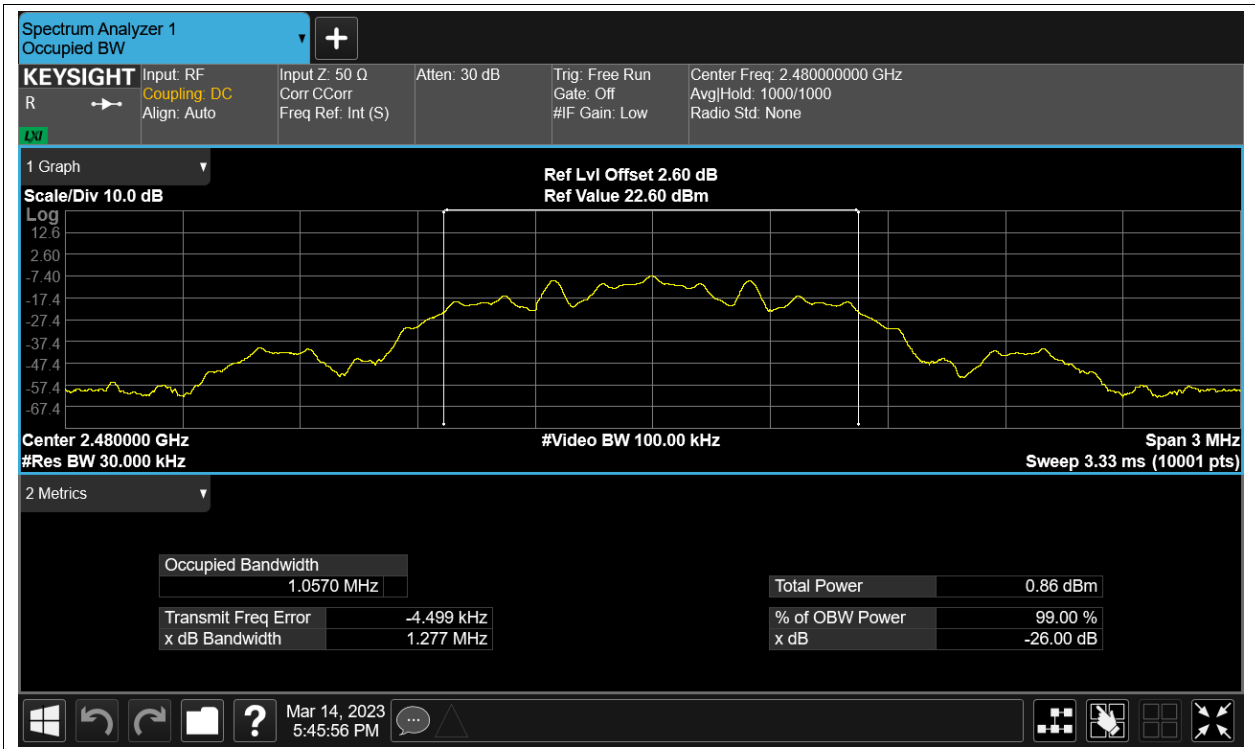 Spectrum Analyzer 1
Occupied BW
KEYSIGHT
R
LXI
Input: RF
Coupling: DC
Align: Auto
Input Z: 50 Ω
Corr CCorr
Freq Ref: Int (S)
Atten: 30 dB
Trig: Free Run
Gate: Off
#IF Gain: Low
Center Freq: 2.480000000 GHz
Avg|Hold: 1000/1000
Radio Std: None
1 Graph
Scale/Div 10.0 dB
Ref Lvl Offset 2.60 dB
Ref Value 22.60 dBm
Log
12.6
2.60
-7.40
-17.4
-27.4
-37.4
-47.4
-57.4
-67.4
Center 2.480000 GHz
#Res BW 30.000 kHz
#Video BW 100.00 kHz
Span 3 MHz
Sweep 3.33 ms (10001 pts)
2 Metrics
Occupied Bandwidth
1.0570 MHz
Transmit Freq Error -4.499 kHz
x dB Bandwidth 1.277 MHz
Total Power 0.86 dBm
% of OBW Power 99.00 %
x dB -26.00 dB
?
Mar 14, 2023
5:45:56 PM